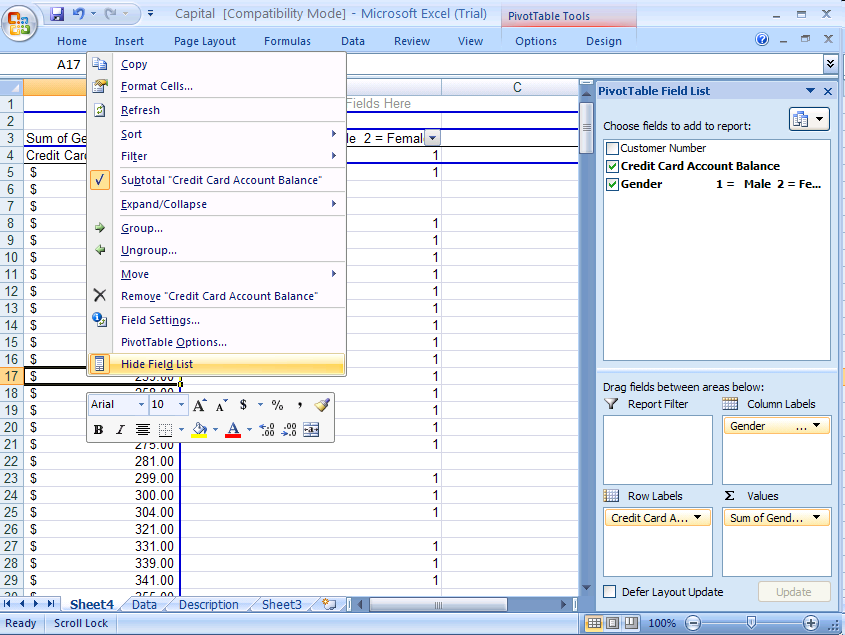 Capital [Compatibility Mode] - Microsoft Excel (Trial)
PivotTable Tools
Home Insert Page Layout Formulas Data Review View Options Design
A17
C
1 Fields Here
2
3 Sum of Ge le 2 = Femal
4 Credit Car 1
5 $ 1
6 $
7 $
8 $ 1
9 $ 1
10 $ 1
11 $ 1
12 $ 1
13 $ 1
14 $ 1
15 $ 1
16 $ 1
17 $ 1
18 $ 1
19 $ 1
20 $ 1
21 $ 275.00 1
22 $ 281.00
23 $ 299.00 1
24 $ 300.00 1
25 $ 304.00 1
26 $ 321.00
27 $ 331.00 1
28 $ 339.00 1
29 $ 341.00 1
Copy
Format Cells...
Refresh
Sort
Filter
Subtotal "Credit Card Account Balance"
Expand/Collapse
Group...
Ungroup...
Move
Remove "Credit Card Account Balance"
Field Settings...
PivotTable Options...
Hide Field List
Arial 10 A A $ % ,
B I A
PivotTable Field List
Choose fields to add to report:
Customer Number
Credit Card Account Balance
Gender 1 = Male 2 = Fe...
Drag fields between areas below:
Report Filter
Column Labels
Gender ...
Row Labels
Σ Values
Credit Card A...
Sum of Gend...
Defer Layout Update
Update
Sheet4 Data Description Sheet3
Ready Scroll Lock 100%